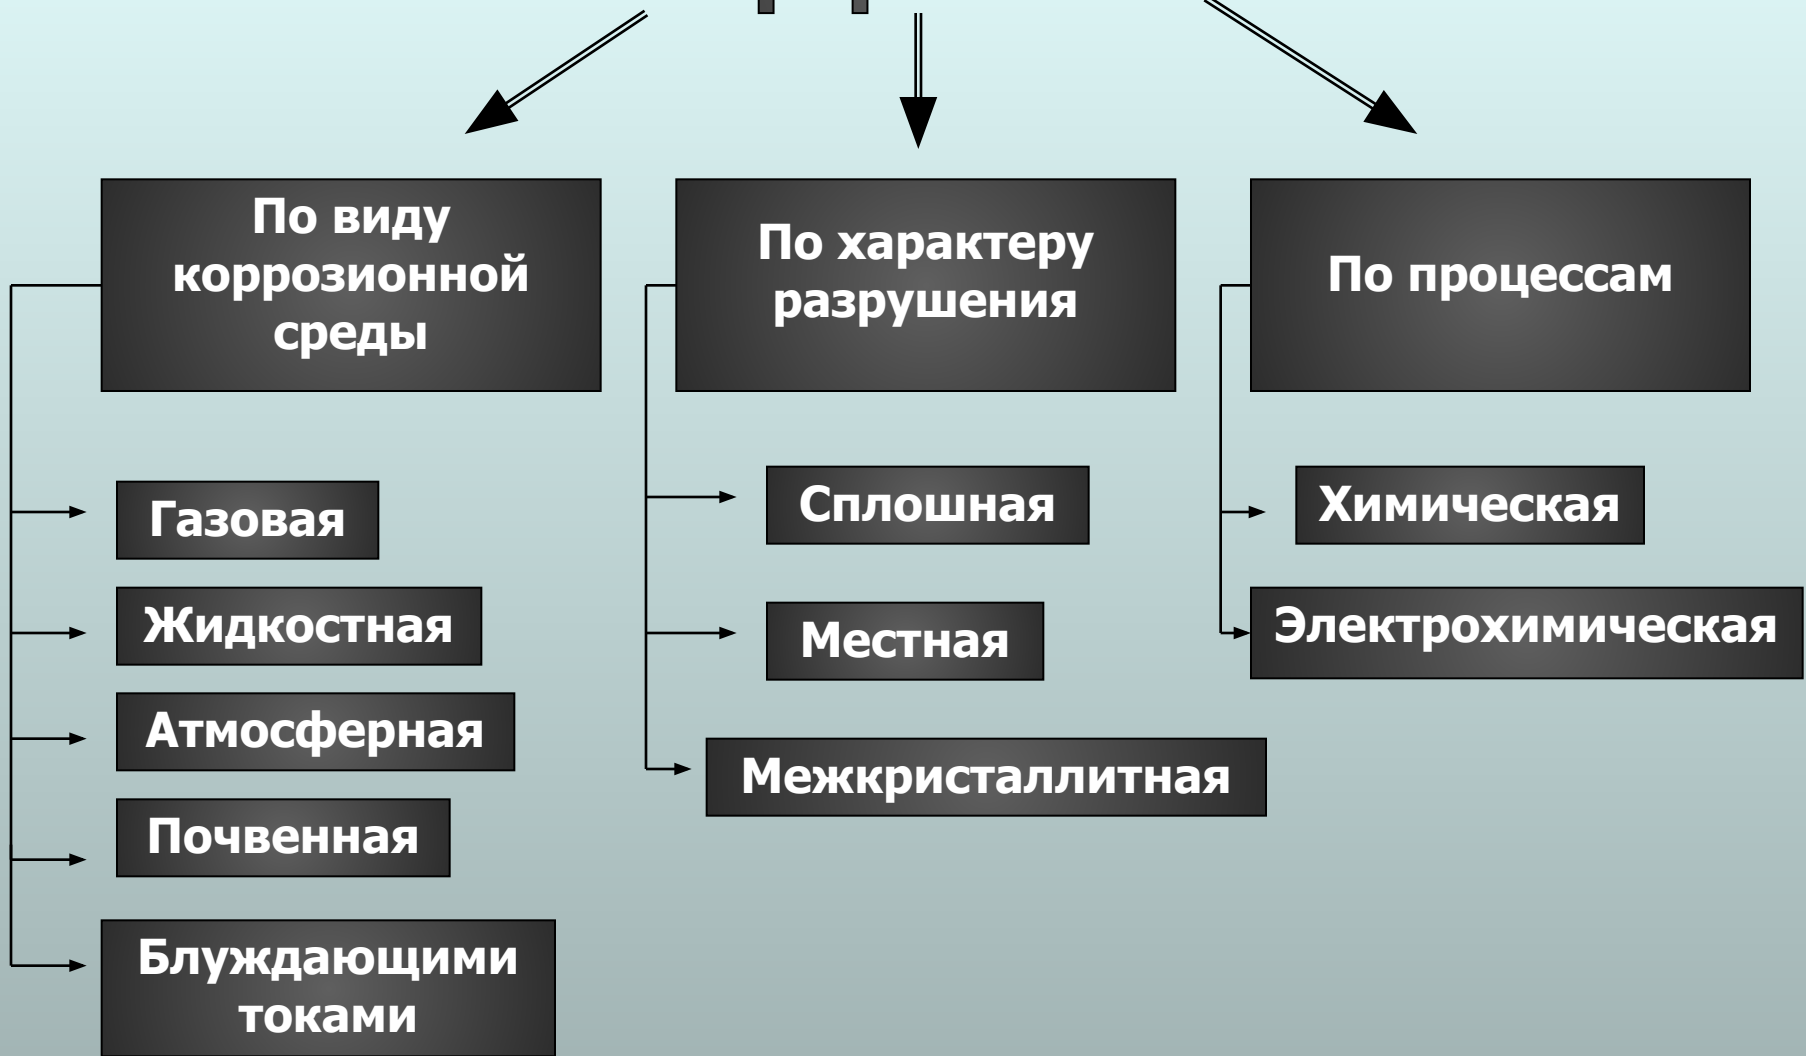 По виду
коррозионной
среды
Газовая
Жидкостная
Атмосферная
Почвенная
Блуждающими
токами
По характеру
разрушения
Сплошная
Местная
Межкристаллитная
По процессам
Химическая
Электрохимическая